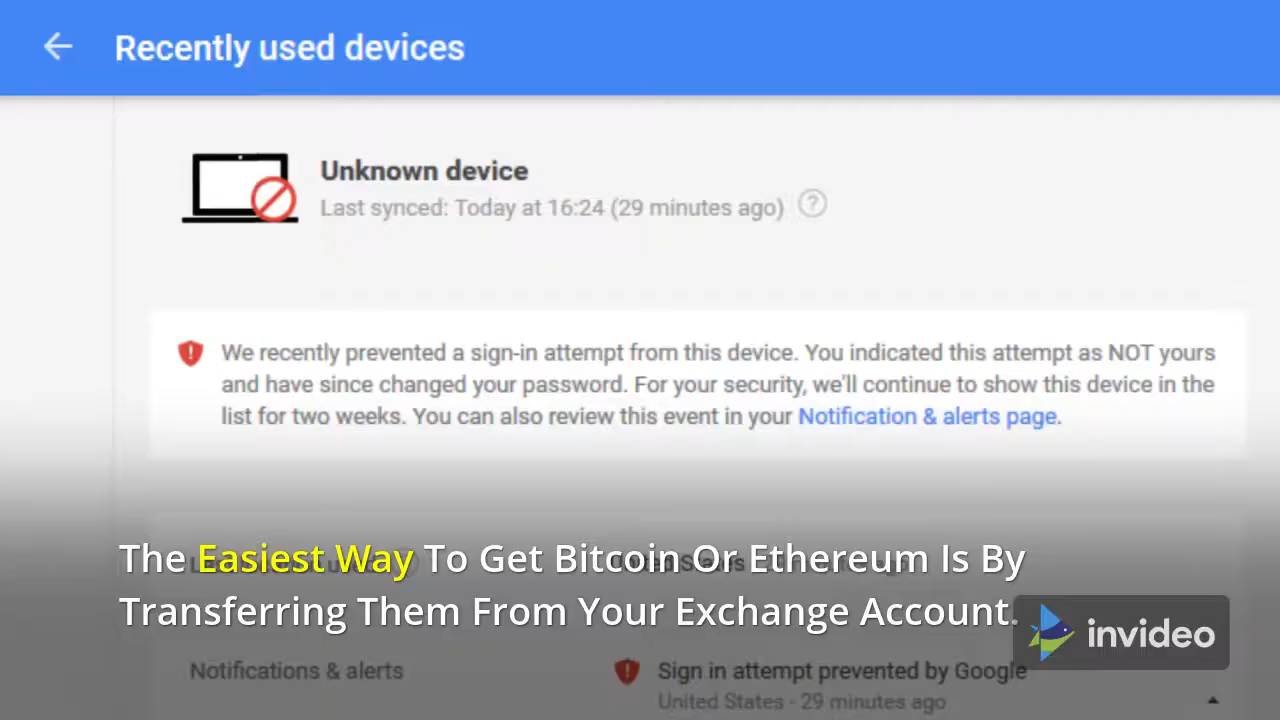 Recently used devices
Unknown device
Last synced: Today at 16:24 (29 minutes ago) ?
We recently prevented a sign-in attempt from this device. You indicated this attempt as NOT yours
and have since changed your password. For your security, we'll continue to show this device in the
list for two weeks. You can also review this event in your Notification & alerts page.
The Easiest Way To Get Bitcoin Or Ethereum Is By
Transferring Them From Your Exchange Account.
invideo
Notifications & alerts
Sign in attempt prevented by Google
United States - 29 minutes ago